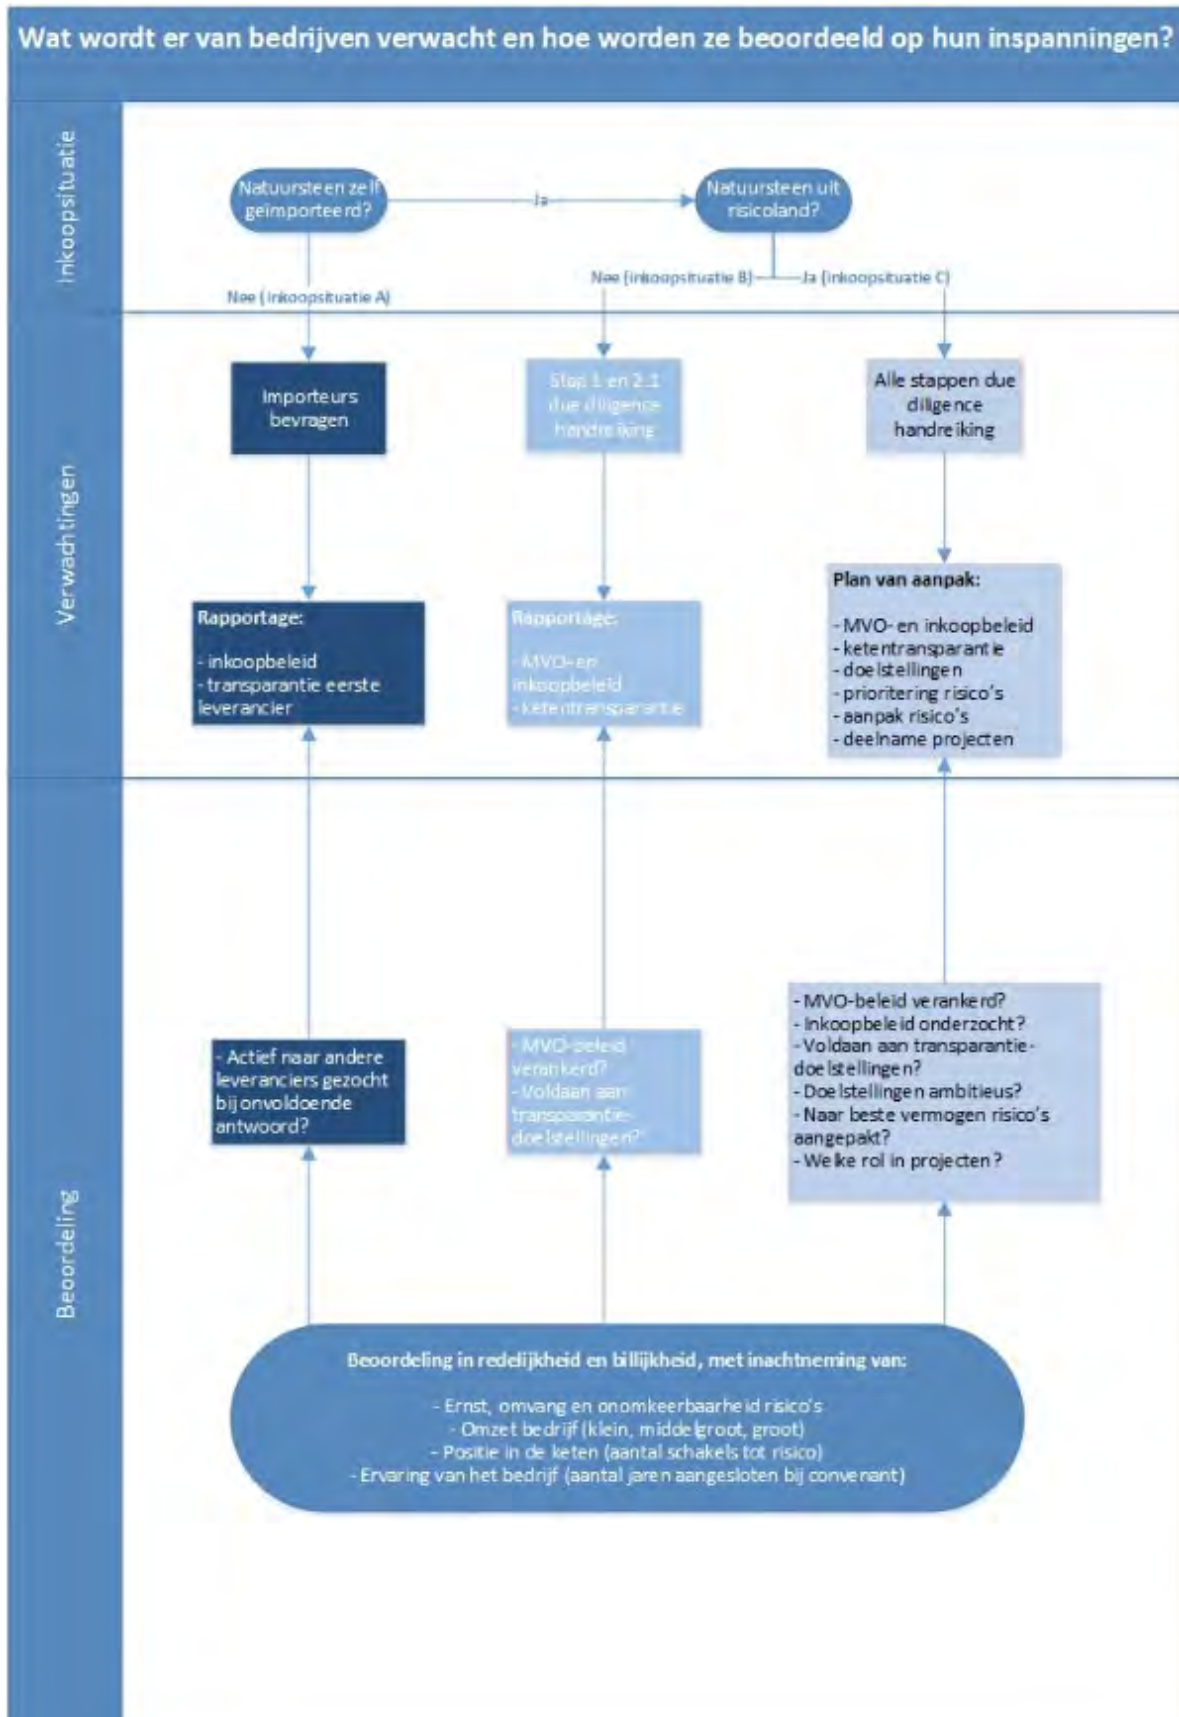 Wat wordt er van bedrijven verwacht en hoe worden ze beoordeeld op hun inspanningen?
Inkoopsituatie
Natuursteen zelf
geïmporteerd?
Ja
Natuursteen uit
risicoland?
Nee (inkoopsituatie A)
Nee (inkoopsituatie B)
Ja (inkoopsituatie C)
Verwachtingen
Importeurs
bevragen
Stap 1 en 2.1
due diligence
handreiking
Alle stappen due
diligence
handreiking
Rapportage:
- inkoopbeleid
- transparantie eerste
leverancier
Rapportage:
- MVO-en
inkoopbeleid
- ketentransparantie
Plan van aanpak:
- MVO- en inkoopbeleid
- ketentransparantie
- doelstellingen
- prioritering risico's
- aanpak risico's
- deelname projecten
Beoordeling
- Actief naar andere
leveranciers gezocht
bij onvoldoende
antwoord?
- MVO-beleid
verankerd?
- Voldaan aan
transparantie-
doelstellingen?
- MVO-beleid verankerd?
- Inkoopbeleid onderzocht?
- Voldaan aan transparantie-
doelstellingen?
- Doelstellingen ambitieus?
- Naar beste vermogen risico's
aangepakt?
- Welke rol in projecten?
Beoordeling in redelijkheid en billijkheid, met inachtneming van:
- Ernst, omvang en onomkeerbaarheid risico's
- Omzet bedrijf (klein, middelgroot, groot)
- Positie in de keten (aantal schakels tot risico)
- Ervaring van het bedrijf (aantal jaren aangesloten bij convenant)